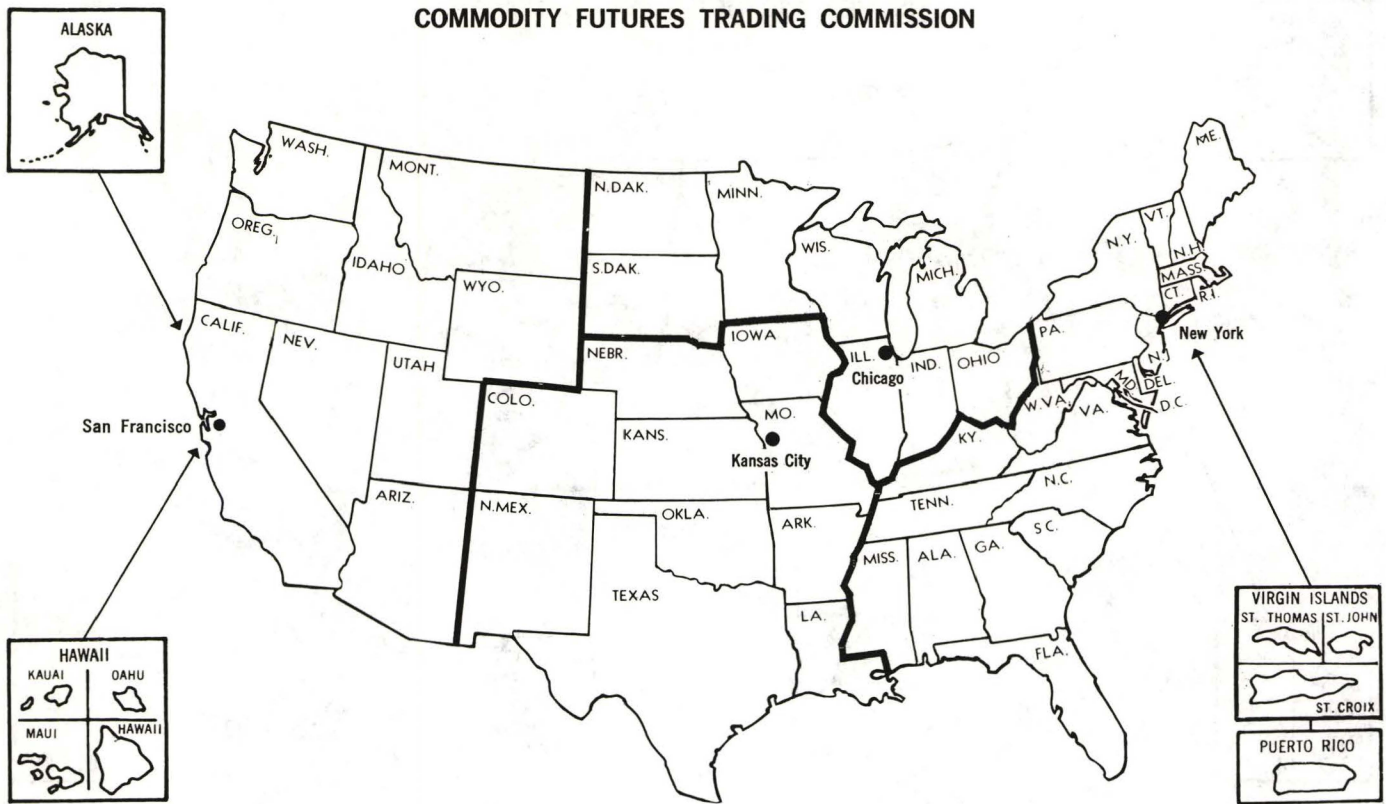 COMMODITY FUTURES TRADING COMMISSION
ALASKA
WASH.
MONT.
N.DAK.
MINN.
ME.
OREG.
IDAHO
WYO.
S.DAK.
WIS.
MICH.
N.Y.
VT.
N.H.
MASS.
CT.
R.I.
CALIF.
NEV.
UTAH
NEBR.
IOWA
ILL.
Chicago
IND.
OHIO
PA.
New York
N.J
MD.
DEL.
D.C.
COLO.
KANS.
MO.
Kansas City
KY.
W.VA.
VA.
San Francisco
ARIZ.
N.MEX.
OKLA.
ARK.
TENN.
N.C.
S.C.
TEXAS
LA.
MISS.
ALA.
GA.
FLA.
HAWAII
KAUAI
OAHU
MAUI
HAWAII
VIRGIN ISLANDS
ST. THOMAS
ST. JOHN
ST. CROIX
PUERTO RICO